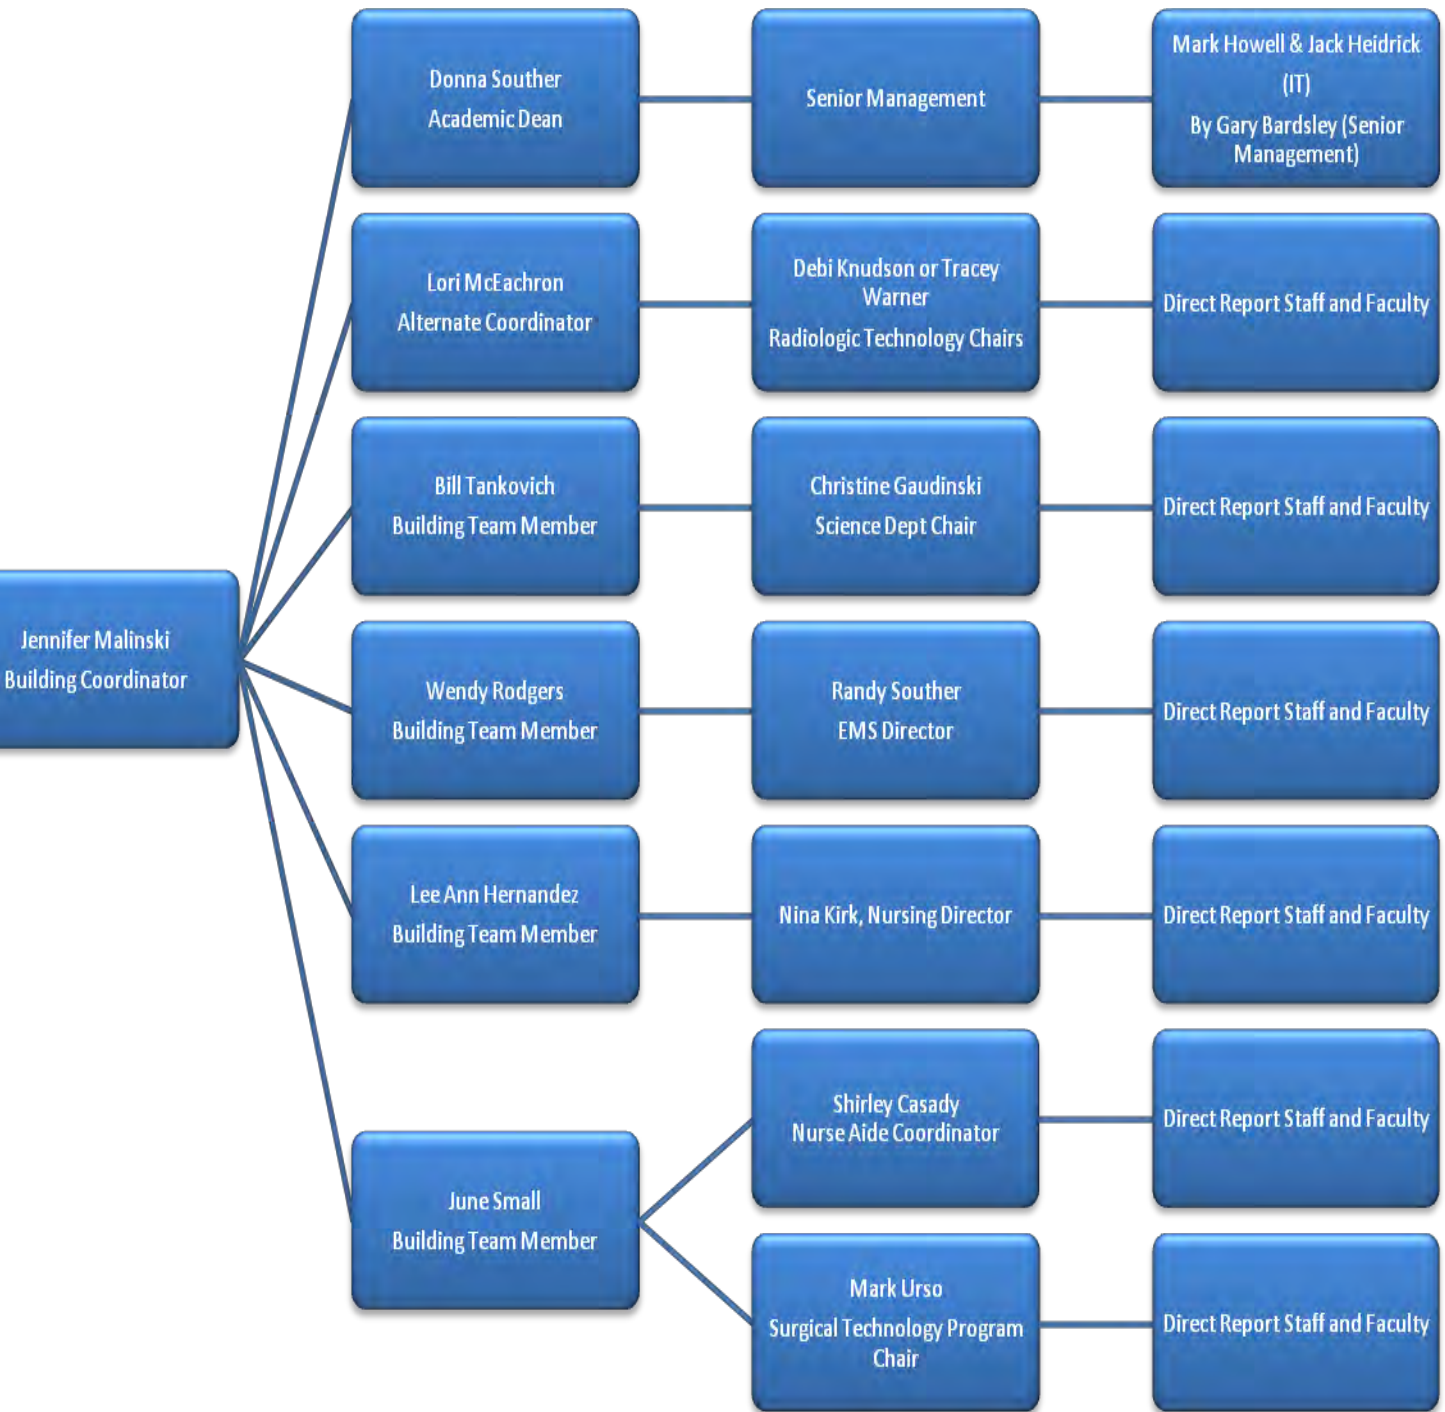 Donna Souther
Academic Dean
Senior Management
Mark Howell & Jack Heidrick
(IT)
By Gary Bardsley (Senior
Management)
Lori McEachron
Alternate Coordinator
Debi Knudson or Tracey
Warner
Radiologic Technology Chairs
Direct Report Staff and Faculty
Bill Tankovich
Building Team Member
Christine Gaudinski
Science Dept Chair
Direct Report Staff and Faculty
Jennifer Malinski
Building Coordinator
Wendy Rodgers
Building Team Member
Randy Souther
EMS Director
Direct Report Staff and Faculty
Lee Ann Hernandez
Building Team Member
Nina Kirk, Nursing Director
Direct Report Staff and Faculty
June Small
Building Team Member
Shirley Casady
Nurse Aide Coordinator
Direct Report Staff and Faculty
Mark Urso
Surgical Technology Program
Chair
Direct Report Staff and Faculty